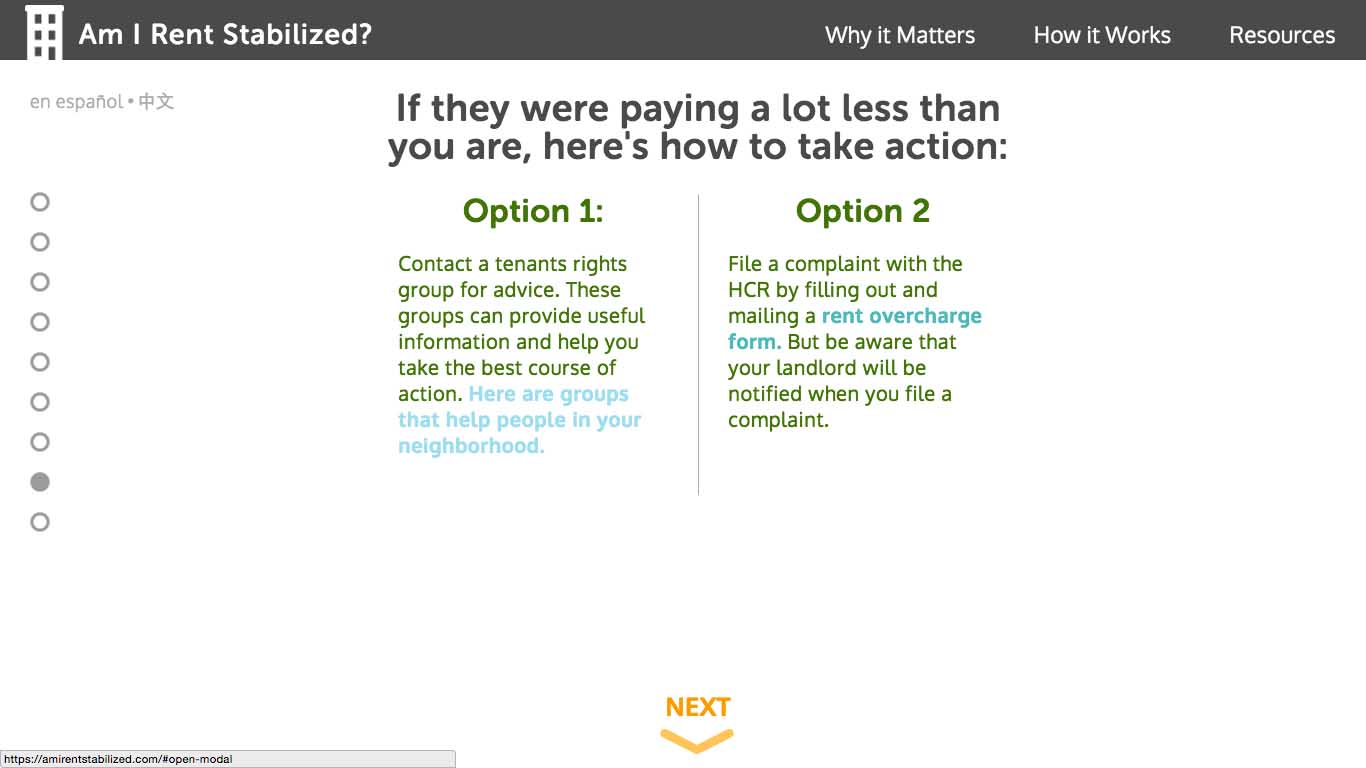 Am I Rent Stabilized?
Why it Matters
How it Works
Resources
en español • 中文
If they were paying a lot less than
you are, here's how to take action:
Option 1:
Contact a tenants rights
group for advice. These
groups can provide useful
information and help you
take the best course of
action. Here are groups
that help people in your
neighborhood.
Option 2
File a complaint with the
HCR by filling out and
mailing a rent overcharge
form. But be aware that
your landlord will be
notified when you file a
complaint.
NEXT
https://amirentstabilized.com/#open-modal